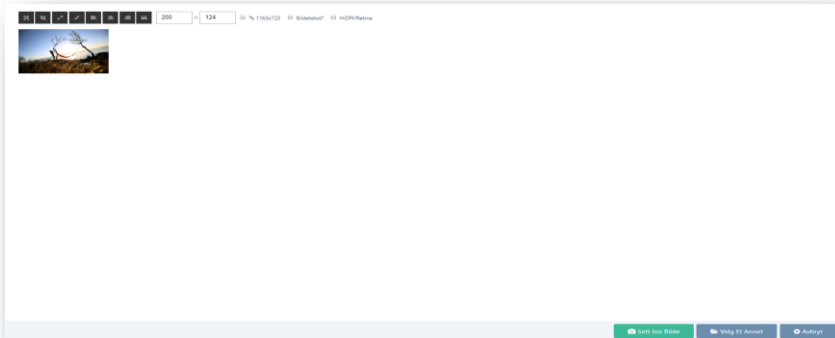 200 × 124 1163x723 Bildetekst? HiDPI/Retina
Sett Inn Bilde Velg Et Annet Avbryt